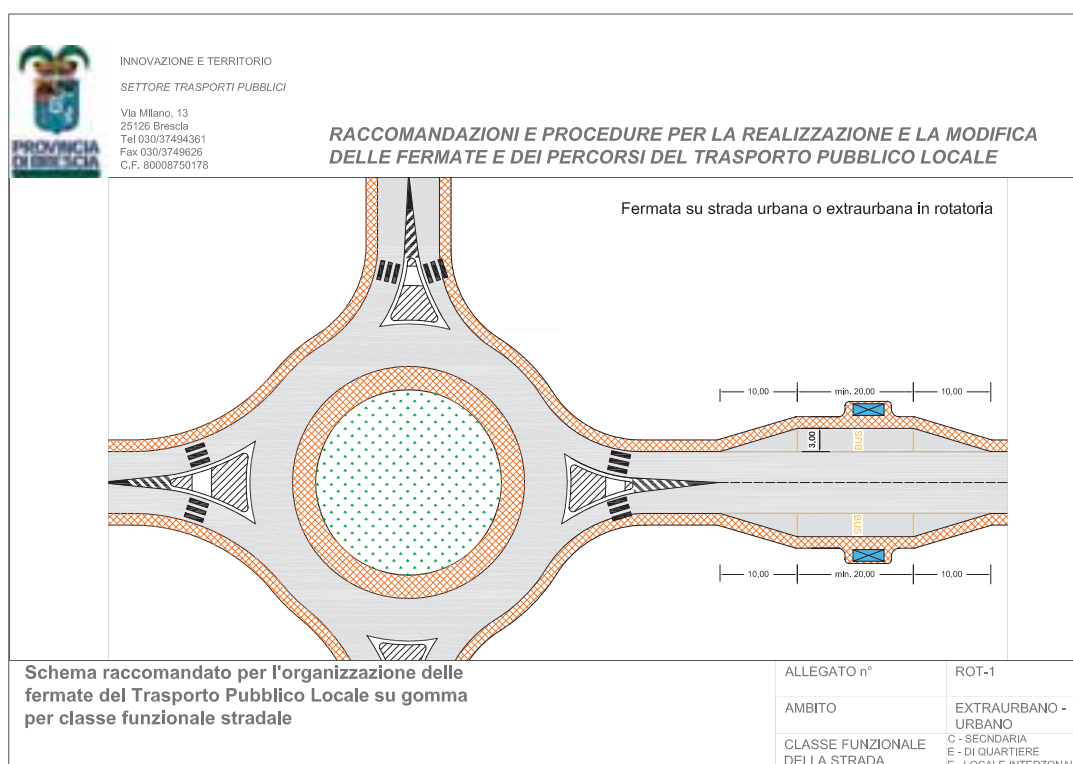 INNOVAZIONE E TERRITORIO
SETTORE TRASPORTI PUBBLICI
Via Milano, 13
25126 Brescia
Tel 030/37494361
Fax 030/3749626
C.F. 80008750178
PROVINCIA
DI BRESCIA
RACCOMANDAZIONI E PROCEDURE PER LA REALIZZAZIONE E LA MODIFICA
DELLE FERMATE E DEI PERCORSI DEL TRASPORTO PUBBLICO LOCALE
Fermata su strada urbana o extraurbana in rotatoria
10,00 min. 20,00 10,00
3,00
BUS
BUS
10,00 min. 20,00 10,00
Schema raccomandato per l'organizzazione delle
fermate del Trasporto Pubblico Locale su gomma
per classe funzionale stradale
ALLEGATO n° ROT-1
AMBITO EXTRAURBANO -
URBANO
CLASSE FUNZIONALE
DELLA STRADA
C - SECNDARIA
E - DI QUARTIERE
F - LOCALE INTERZONAL